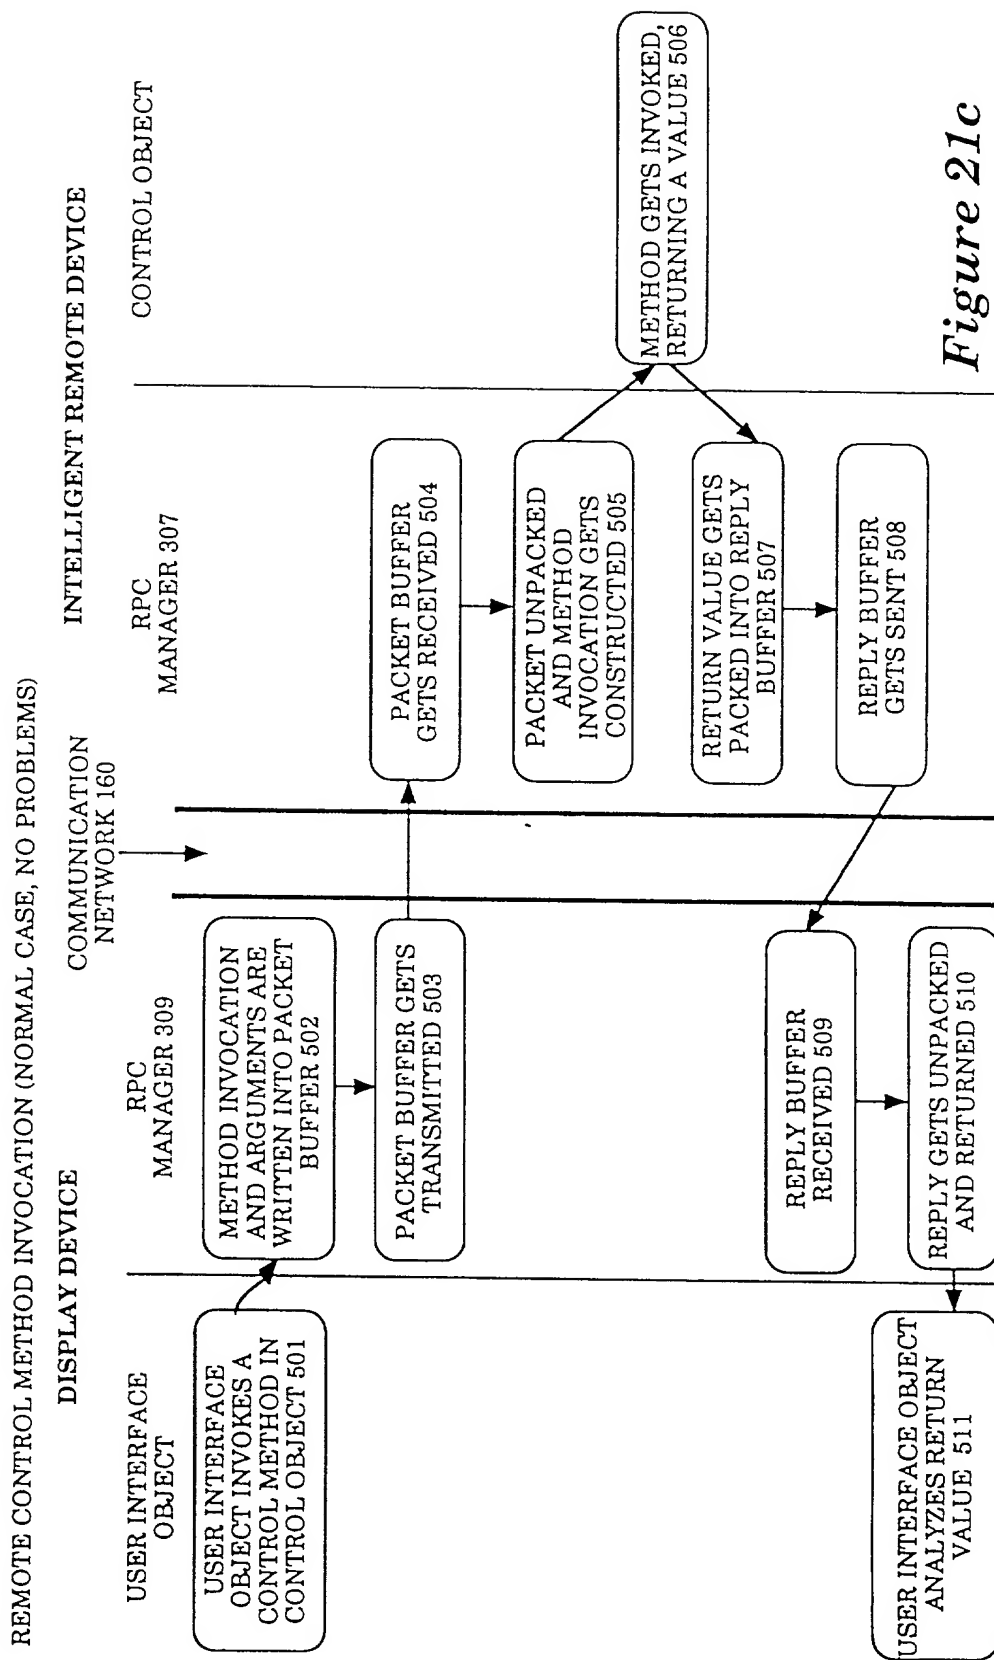 REMOTE CONTROL METHOD INVOCATION (NORMAL CASE, NO PROBLEMS)
DISPLAY DEVICE
COMMUNICATION
NETWORK 160
INTELLIGENT REMOTE DEVICE
USER INTERFACE
OBJECT
RPC
MANAGER 309
RPC
MANAGER 307
CONTROL OBJECT
USER INTERFACE
OBJECT INVOKES A
CONTROL METHOD IN
CONTROL OBJECT 501
METHOD INVOCATION
AND ARGUMENTS ARE
WRITTEN INTO PACKET
BUFFER 502
PACKET BUFFER GETS
TRANSMITTED 503
PACKET BUFFER
GETS RECEIVED 504
PACKET UNPACKED
AND METHOD
INVOCATION GETS
CONSTRUCTED 505
METHOD GETS INVOKED,
RETURNING A VALUE 506
RETURN VALUE GETS
PACKED INTO REPLY
BUFFER 507
REPLY BUFFFER
GETS SENT 508
REPLY BUFFER
RECEIVED 509
REPLY GETS UNPACKED
AND RETURNED 510
USER INTERFACE OBJECT
ANALYZES RETURN
VALUE 511
Figure 21c